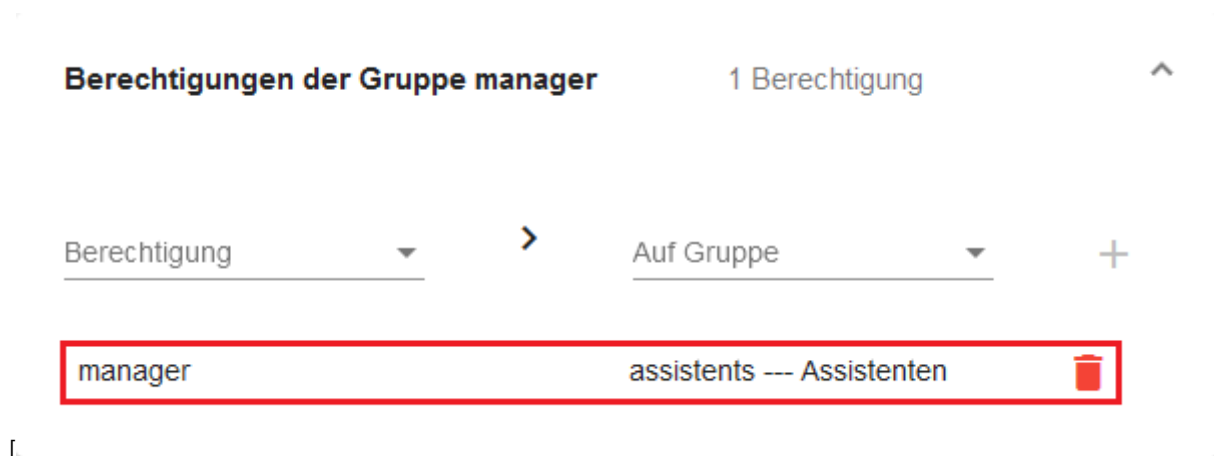 Berechtigungen der Gruppe manager 1 Berechtigung
Berechtigung > Auf Gruppe +
manager assistents --- Assistenten
[